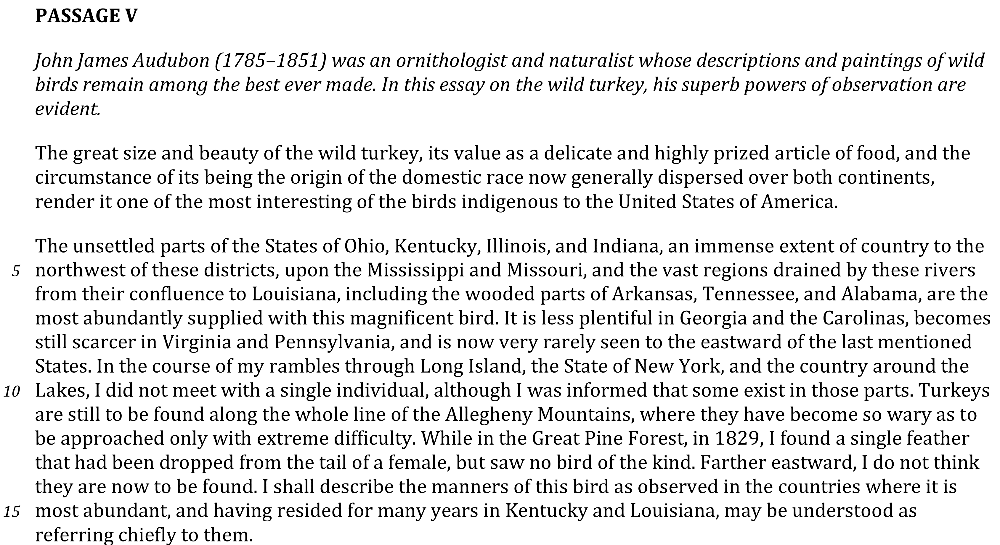 PASSAGE V
John James Audubon (1785–1851) was an ornithologist and naturalist whose descriptions and paintings of wild
birds remain among the best ever made. In this essay on the wild turkey, his superb powers of observation are
evident.
The great size and beauty of the wild turkey, its value as a delicate and highly prized article of food, and the
circumstance of its being the origin of the domestic race now generally dispersed over both continents,
render it one of the most interesting of the birds indigenous to the United States of America.
The unsettled parts of the States of Ohio, Kentucky, Illinois, and Indiana, an immense extent of country to the
5 northwest of these districts, upon the Mississippi and Missouri, and the vast regions drained by these rivers
from their confluence to Louisiana, including the wooded parts of Arkansas, Tennessee, and Alabama, are the
most abundantly supplied with this magnificent bird. It is less plentiful in Georgia and the Carolinas, becomes
still scarcer in Virginia and Pennsylvania, and is now very rarely seen to the eastward of the last mentioned
States. In the course of my rambles through Long Island, the State of New York, and the country around the
10 Lakes, I did not meet with a single individual, although I was informed that some exist in those parts. Turkeys
are still to be found along the whole line of the Allegheny Mountains, where they have become so wary as to
be approached only with extreme difficulty. While in the Great Pine Forest, in 1829, I found a single feather
that had been dropped from the tail of a female, but saw no bird of the kind. Farther eastward, I do not think
they are now to be found. I shall describe the manners of this bird as observed in the countries where it is
15 most abundant, and having resided for many years in Kentucky and Louisiana, may be understood as
referring chiefly to them.